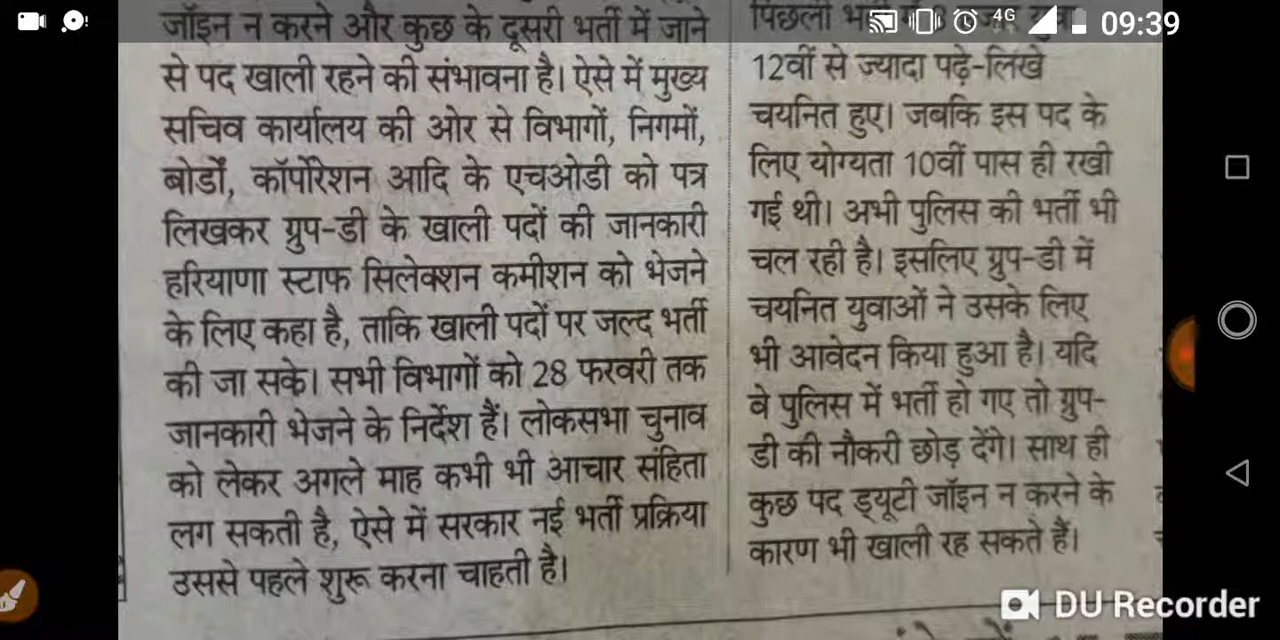 4G
09:39
जॉइन न करने और कुछ के दूसरी भर्ती में जाने
से पद खाली रहने की संभावना है। ऐसे में मुख्य
सचिव कार्यालय की ओर से विभागों, निगमों,
बोर्डों, कॉर्पोरेशन आदि के एचओडी को पत्र
लिखकर ग्रुप-डी के खाली पदों की जानकारी
हरियाणा स्टाफ सिलेक्शन कमीशन को भेजने
के लिए कहा है, ताकि खाली पदों पर जल्द भर्ती
की जा सके। सभी विभागों को 28 फरवरी तक
जानकारी भेजने के निर्देश हैं। लोकसभा चुनाव
को लेकर अगले माह कभी भी आचार संहिता
लग सकती है, ऐसे में सरकार नई भर्ती प्रक्रिया
उससे पहले शुरू करना चाहती है।
पिछली
12वीं से ज्यादा पढ़े-लिखे
चयनित हुए। जबकि इस पद के
लिए योग्यता 10वीं पास ही रखी
गई थी। अभी पुलिस की भर्ती भी
चल रही है। इसलिए ग्रुप-डी में
चयनित युवाओं ने उसके लिए
भी आवेदन किया हुआ है। यदि
वे पुलिस में भर्ती हो गए तो ग्रुप-
डी की नौकरी छोड़ देंगे। साथ ही
कुछ पद ड्यूटी जॉइन न करने के
कारण भी खाली रह सकते हैं।
DU Recorder